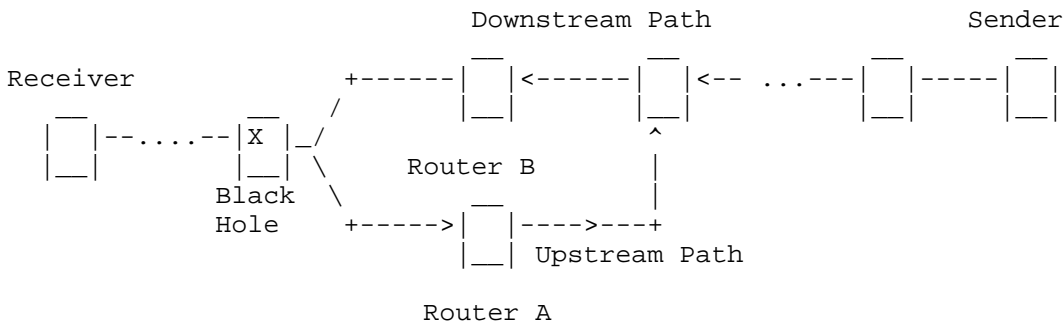 Downstream Path Sender
Receiver +------| |<------| |<-- ...---| |-----| |
| |--....--|X |_/
Router B
Black
Hole +----->| |---->---+
Upstream Path
Router A